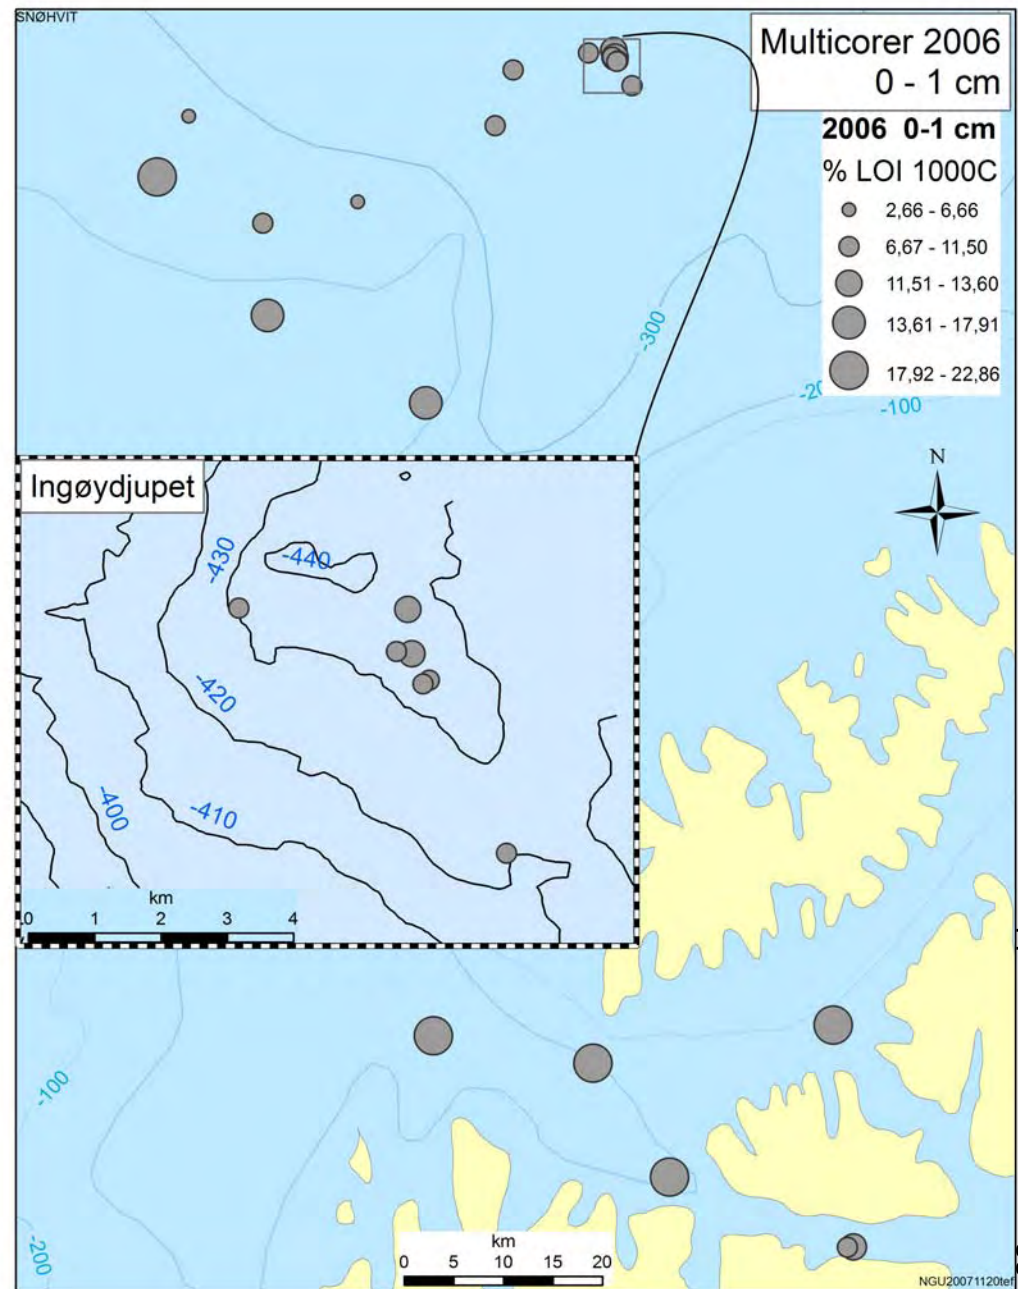 SNØHVIT
Multicorer 2006
0 - 1 cm
2006 0-1 cm
% LOI 1000C
2,66 - 6,66
6,67 - 11,50
11,51 - 13,60
13,61 - 17,91
17,92 - 22,86
-300
-100
N
Ingøydjupet
-430
-440
-420
-410
-400
km
0 1 2 3 4
-100
-200
km
0 5 10 15 20